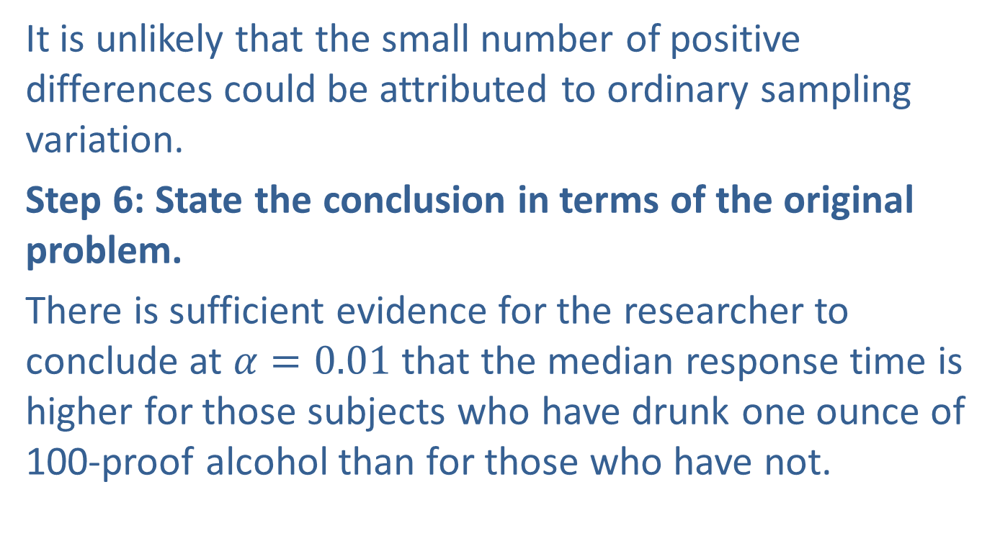 It is unlikely that the small number of positive
differences could be attributed to ordinary sampling
variation.
Step 6: State the conclusion in terms of the original
problem.
There is sufficient evidence for the researcher to
conclude at 𝛼 = 0.01 that the median response time is
higher for those subjects who have drunk one ounce of
100-proof alcohol than for those who have not.